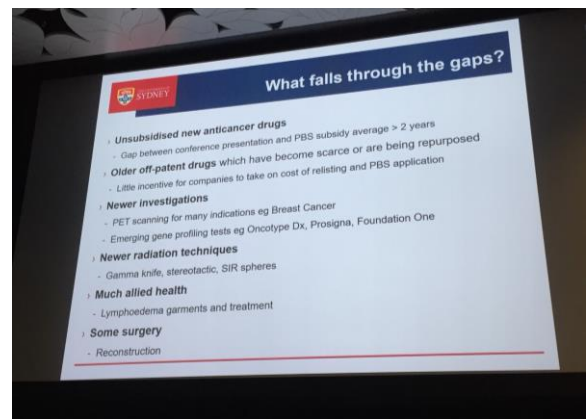 SYDNEY
What falls through the gaps?
› Unsubsidised new anticancer drugs
- Gap between conference presentation and PBS subsidy average > 2 years
› Older off-patent drugs which have become scarce or are being repurposed
- Little incentive for companies to take on cost of relisting and PBS application
› Newer investigations
- PET scanning for many indications eg Breast Cancer
- Emerging gene profiling tests eg Oncotype Dx, Prosigna, Foundation One
› Newer radiation techniques
- Gamma knife, stereotactic, SIR spheres
› Much allied health
- Lymphoedema garments and treatment
› Some surgery
- Reconstruction